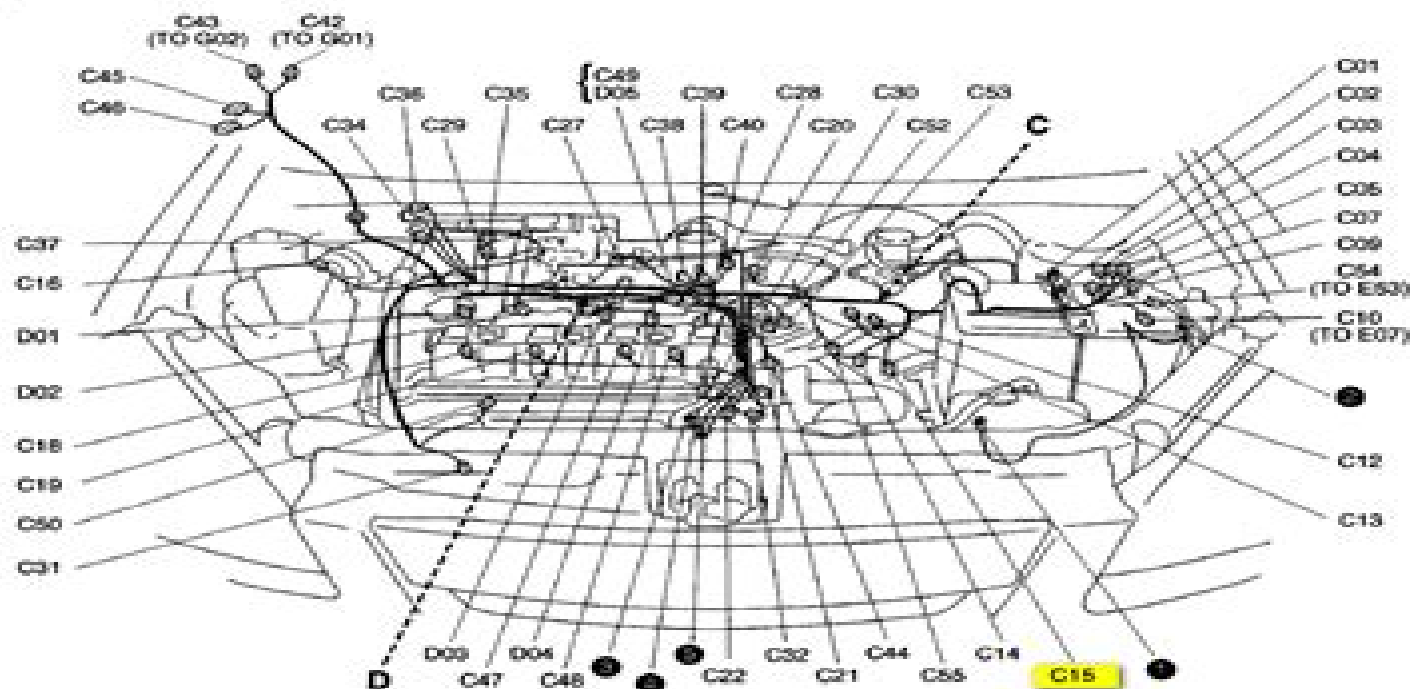 C43 C42
(TO G02) (TO G01)
C45
C46
C36 C35
{C49
D05
C39 C28 C30 C53
C34 C29 C27 C38 C40 C20 C52 C
C01
C02
C03
C04
C05
C07
C09
C54
(TO E53)
C10
(TO E07)
C37
C16
D01
D02
C18
C19
C50
C31
2
C12
C13
D03 D04 C32 C44 C14
D C47 C48 C22 C21 C55 C15 1